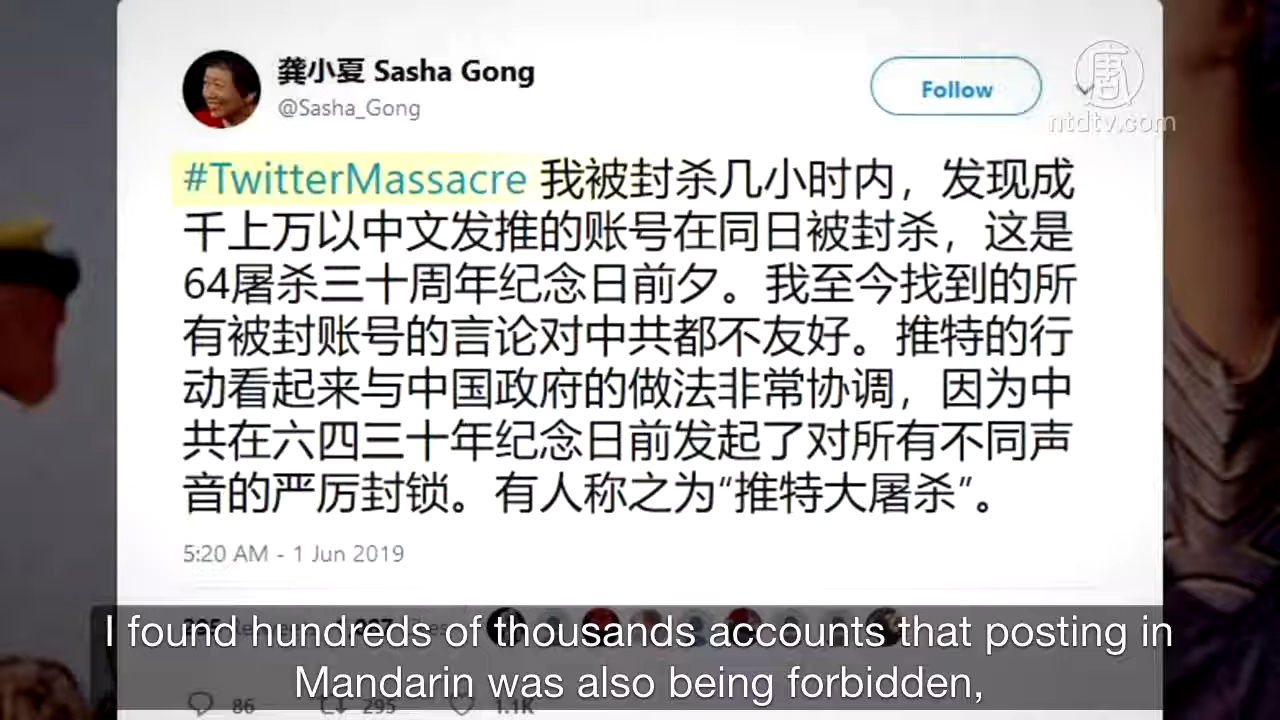 龚小夏 Sasha Gong
@Sasha_Gong
Follow
唐
ntdtv.com
#TwitterMassacre 我被封杀几小时内，发现成
千上万以中文发推的账号在同日被封杀，这是
64屠杀三十周年纪念日前夕。我至今找到的所
有被封账号的言论对中共都不友好。推特的行
动看起来与中国政府的做法非常协调，因为中
共在六四三十年纪念日前发起了对所有不同声
音的严厉封锁。有人称之为“推特大屠杀”。
5:20 AM - 1 Jun 2019
I found hundreds of thousands accounts that posting in
Mandarin was also being forbidden,
86 295 1.1K